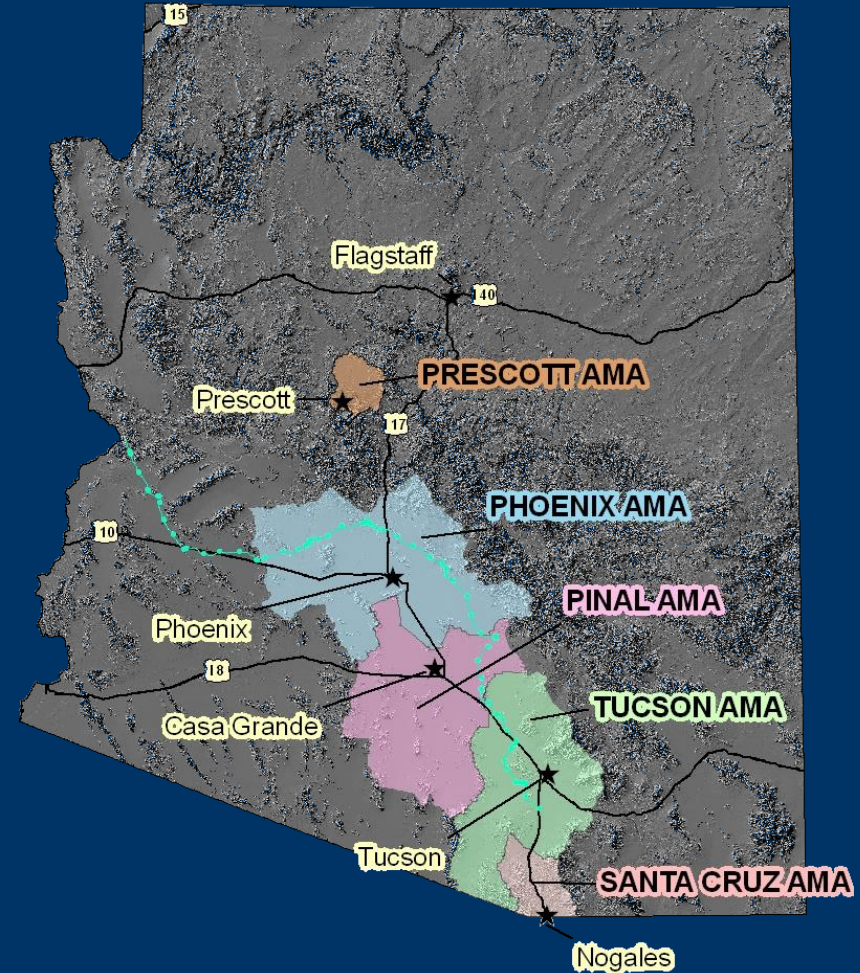 15
Flagstaff
140
PRESCOTT AMA
Prescott
17
PHOENIX AMA
10
PINAL AMA
Phoenix
18
TUCSON AMA
Casa Grande
Tucson
SANTA CRUZ AMA
Nogales